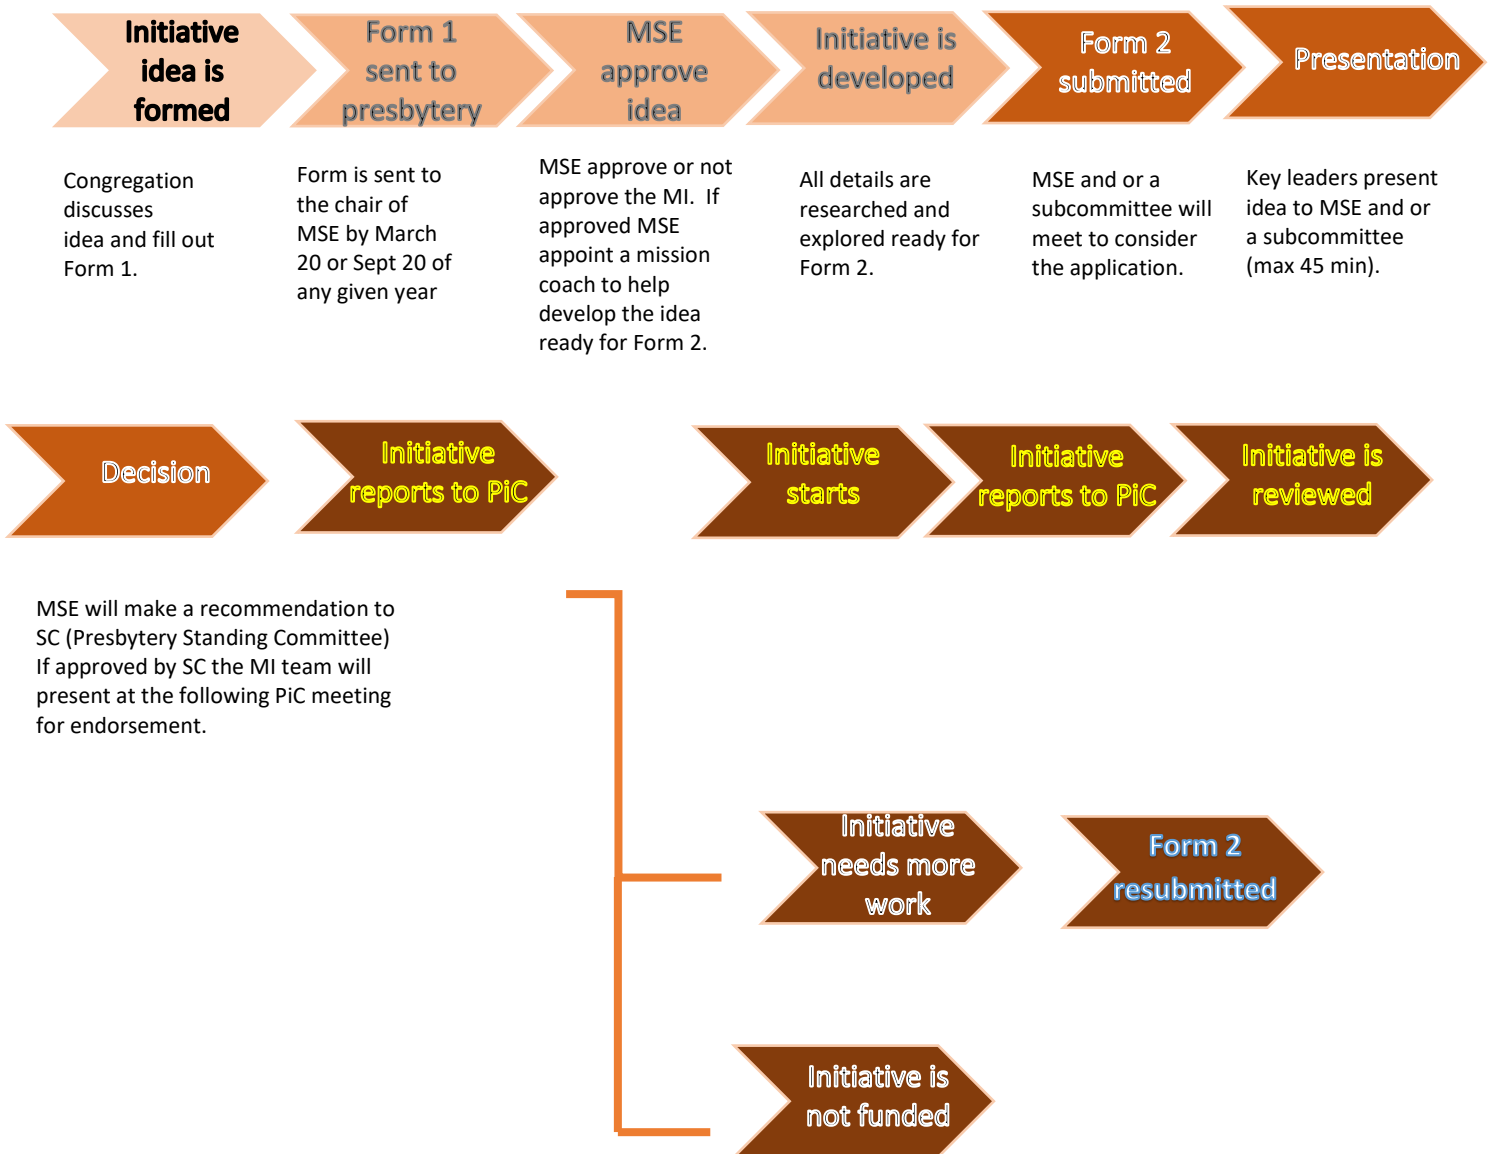 Initiative
idea is
formed
Form 1
sent to
presbytery
MSE
approve
idea
Initiative is
developed
Form 2
submitted
Presentation
Congregation
discusses
idea and fill out
Form 1.
Form is sent to
the chair of
MSE by March
20 or Sept 20 of
any given year
MSE approve or not
approve the MI.  If
approved MSE
appoint a mission
coach to help
develop the idea
ready for Form 2.
All details are
researched and
explored ready for
Form 2.
MSE and or a
subcommittee will
meet to consider
the application.
Key leaders present
idea to MSE and or
a subcommittee
(max 45 min).
Decision
Initiative
reports to PiC
Initiative
starts
Initiative
reports to PiC
Initiative is
reviewed
MSE will make a recommendation to
SC (Presbytery Standing Committee)
If approved by SC the MI team will
present at the following PiC meeting
for endorsement.
Initiative
needs more
work
Form 2
resubmitted
Initiative is
not funded